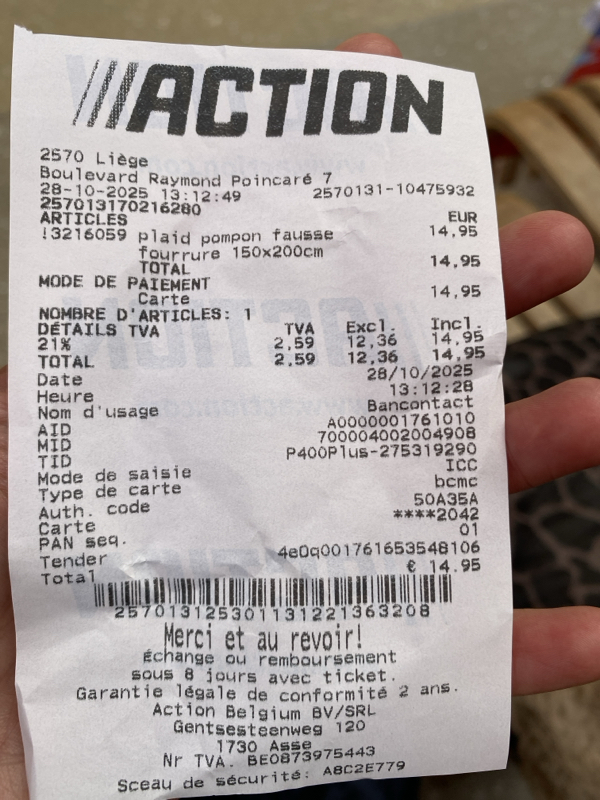 ACTION
2570 Liège
Boulevard Raymond Poincaré 7
28-10-2025 13:12:49 2570131-10475932
257013170216280
ARTICLES EUR
!3216059 plaid pompon fausse 14,95
fourrure 150x200cm
TOTAL 14,95
MODE DE PAIEMENT
Carte 14,95
NOMBRE D'ARTICLES: 1
DÉTAILS TVA TVA Excl. Incl.
21% 2,59 12,36 14,95
TOTAL 2,59 12,36 14,95
Date 28/10/2025
Heure 13:12:28
Nom d'usage Bancontact
AID A0000001761010
MID 700004002004908
TID P400Plus-275319290
Mode de saisie ICC
Type de carte bcmc
Auth. code 50A35A
Carte ****2042
PAN seq. 01
Tender 4e0q001761653548106
Total € 14.95
2570131253011312213632​08
Merci et au revoir!
Échange ou remboursement
sous 8 jours avec ticket.
Garantie légale de conformité 2 ans.
Action Belgium BV/SRL
Gentsesteenweg 120
1730 Asse
Nr TVA. BE0873975443
Sceau de sécurité: A8C2E779